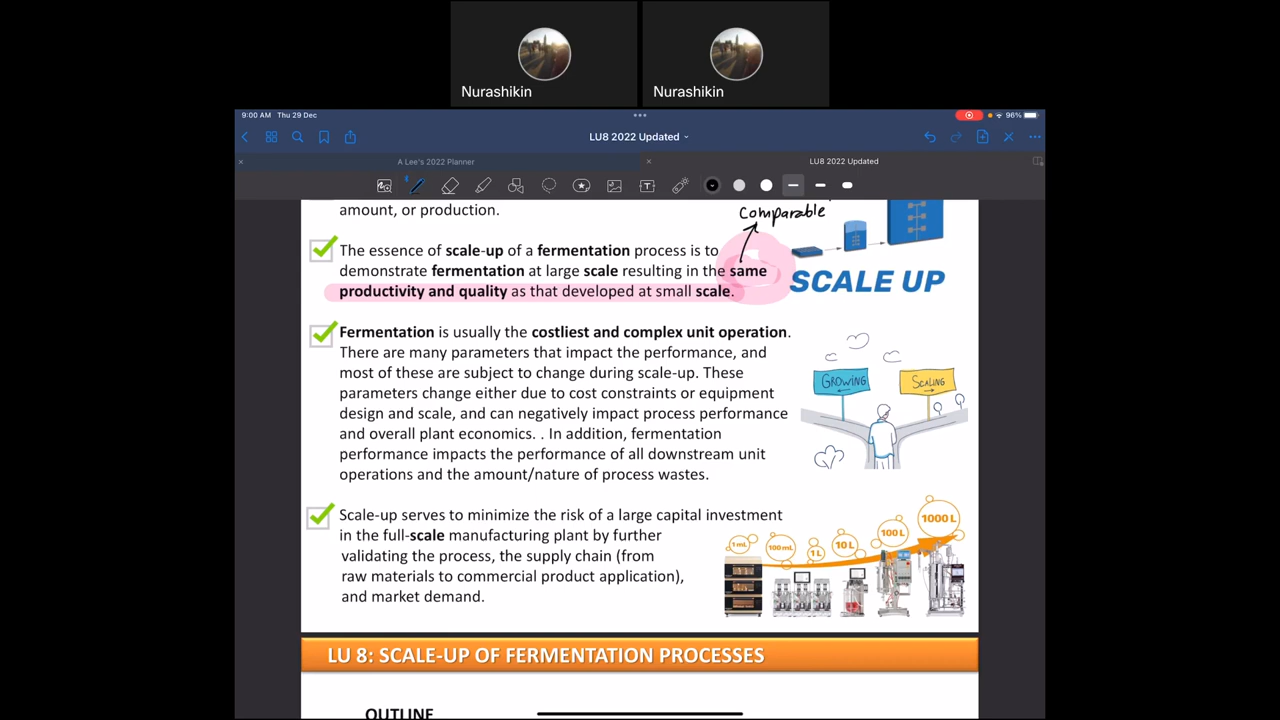 Nurashikin
Nurashikin
9:00 AM Thu 29 Dec
96%
LU8 2022 Updated
A Lee's 2022 Planner
LU8 2022 Updated
amount, or production.
Comparable
The essence of scale-up of a fermentation process is to
demonstrate fermentation at large scale resulting in the same
productivity and quality as that developed at small scale.
SCALE UP
Fermentation is usually the costliest and complex unit operation.
There are many parameters that impact the performance, and
most of these are subject to change during scale-up. These
parameters change either due to cost constraints or equipment
design and scale, and can negatively impact process performance
and overall plant economics. . In addition, fermentation
performance impacts the performance of all downstream unit
operations and the amount/nature of process wastes.
GROWING
SCALING
Scale-up serves to minimize the risk of a large capital investment
in the full-scale manufacturing plant by further
validating the process, the supply chain (from
raw materials to commercial product application),
and market demand.
1 mL
100 mL
1 L
10 L
100 L
1000 L
LU 8: SCALE-UP OF FERMENTATION PROCESSES
OUTLINE